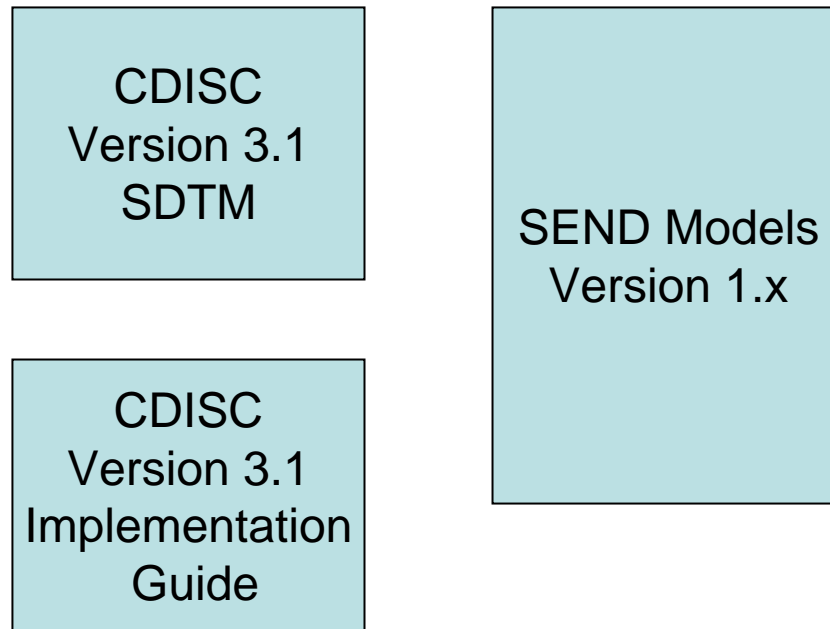 CDISC
Version 3.1
SDTM
CDISC
Version 3.1
Implementation
Guide
SEND Models
Version 1.x